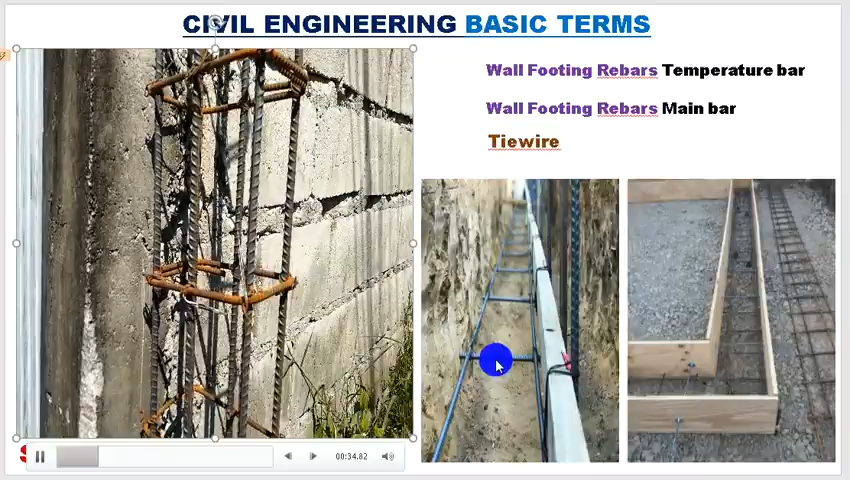 CIVIL ENGINEERING BASIC TERMS
Wall Footing Rebars Temperature bar
Wall Footing Rebars Main bar
Tiewire
00:34.82